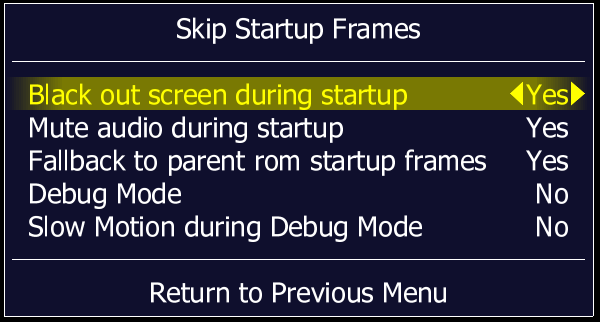 Skip Startup Frames
Black out screen during startup Yes
Mute audio during startup Yes
Fallback to parent rom startup frames Yes
Debug Mode No
Slow Motion during Debug Mode No
Return to Previous Menu